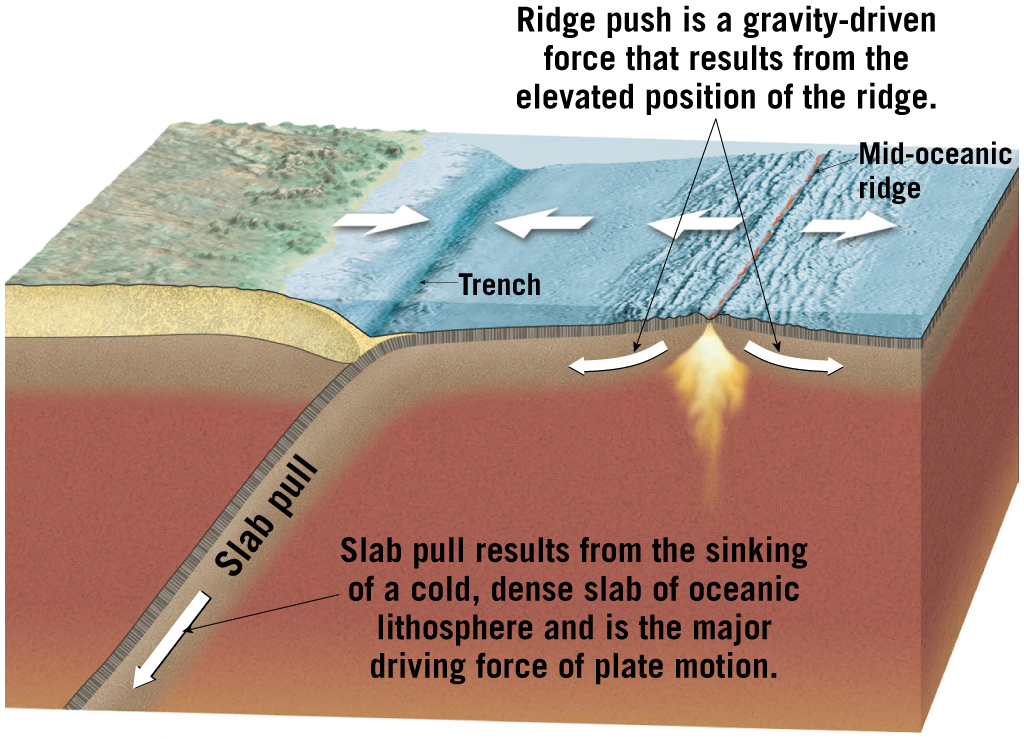 Ridge push is a gravity-driven
force that results from the
elevated position of the ridge.
Mid-oceanic
ridge
Trench
Slab pull
Slab pull results from the sinking
of a cold, dense slab of oceanic
lithosphere and is the major
driving force of plate motion.